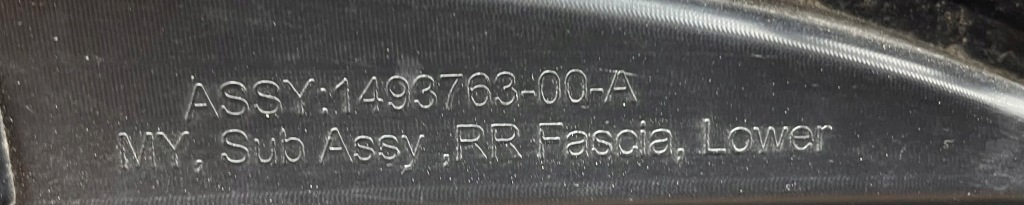 ASSY:1493763-00-A
MY, Sub Assy ,RR Fascia, Lower